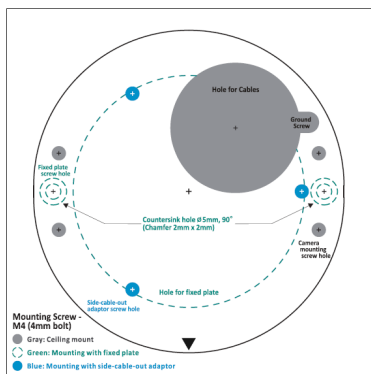 Hole for Cables
Ground
Screw
Fixed plate
screw hole
Countersink hole ø5mm, 90˚
(Chamfer 2mm x 2mm)
Camera
mounting
screw hole
Hole for fixed plate
Side-cable-out
adaptor screw hole
Mounting Screw -
M4 (4mm bolt)
Gray: Ceiling mount
Green: Mounting with fixed plate
Blue: Mounting with side-cable-out adaptor